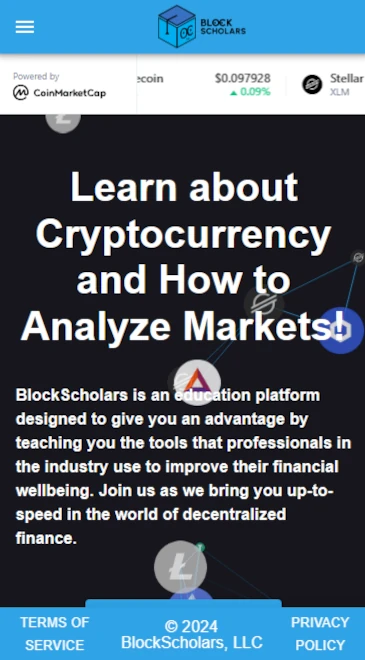 BLOCK
SCHOLARS
Powered by
CoinMarketCap
ecoin
$0.097928
0.09%
Stellar
XLM
Learn about
Cryptocurrency
and How to
Analyze Markets!
BlockScholars is an education platform
designed to give you an advantage by
teaching you the tools that professionals in
the industry use to improve their financial
wellbeing. Join us as we bring you up-to-
speed in the world of decentralized
finance.
TERMS OF
SERVICE
© 2024
BlockScholars, LLC
PRIVACY
POLICY